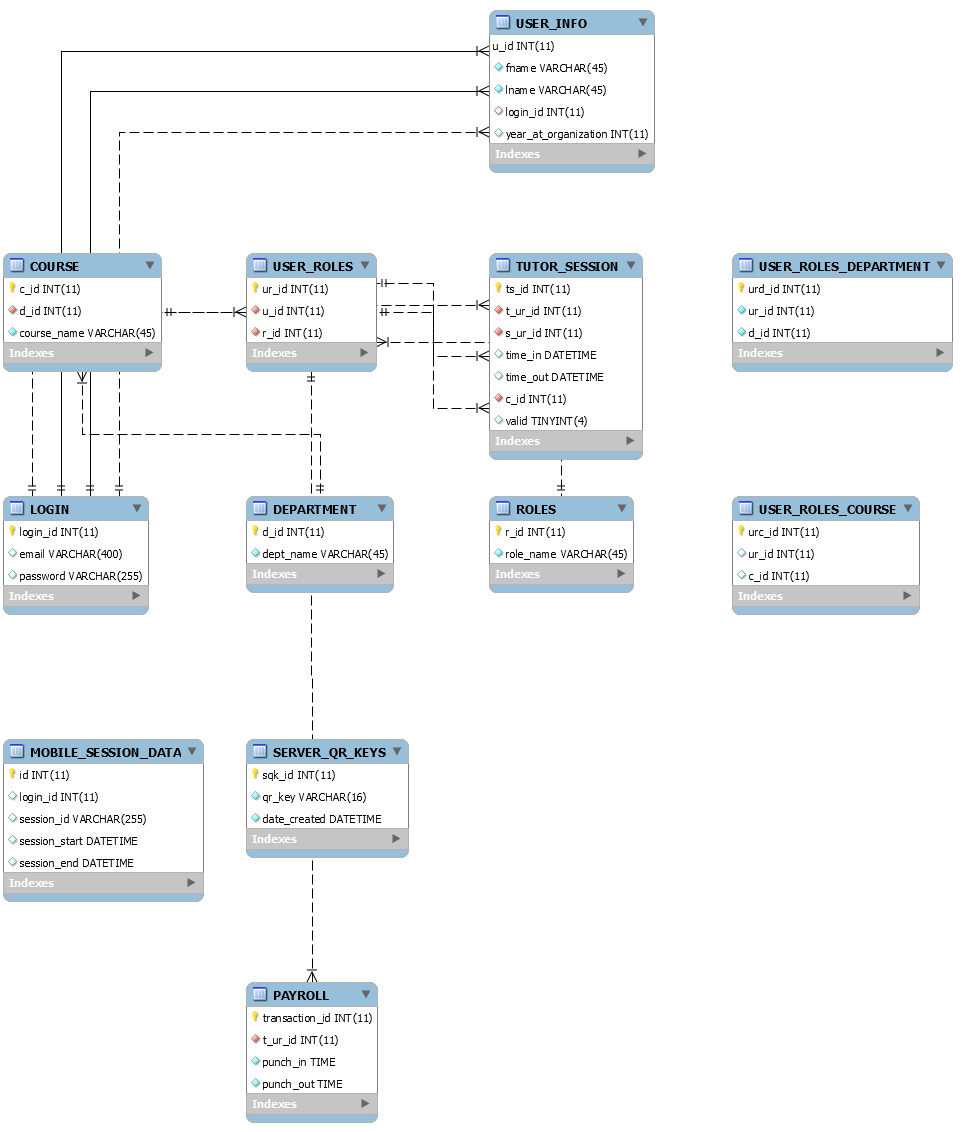 USER_INFO
u_id INT(11)
fname VARCHAR(45)
lname VARCHAR(45)
login_id INT(11)
year_at_organization INT(11)
Indexes
COURSE
c_id INT(11)
d_id INT(11)
course_name VARCHAR(45)
Indexes
USER_ROLES
ur_id INT(11)
u_id INT(11)
r_id INT(11)
Indexes
TUTOR_SESSION
ts_id INT(11)
t_ur_id INT(11)
s_ur_id INT(11)
time_in DATETIME
time_out DATETIME
c_id INT(11)
valid TINYINT(4)
Indexes
USER_ROLES_DEPARTMENT
urd_id INT(11)
ur_id INT(11)
d_id INT(11)
Indexes
LOGIN
login_id INT(11)
email VARCHAR(400)
password VARCHAR(255)
Indexes
DEPARTMENT
d_id INT(11)
dept_name VARCHAR(45)
Indexes
ROLES
r_id INT(11)
role_name VARCHAR(45)
Indexes
USER_ROLES_COURSE
urc_id INT(11)
ur_id INT(11)
c_id INT(11)
Indexes
MOBILE_SESSION_DATA
id INT(11)
login_id INT(11)
session_id VARCHAR(255)
session_start DATETIME
session_end DATETIME
Indexes
SERVER_QR_KEYS
sqk_id INT(11)
qr_key VARCHAR(16)
date_created DATETIME
Indexes
PAYROLL
transaction_id INT(11)
t_ur_id INT(11)
punch_in TIME
punch_out TIME
Indexes